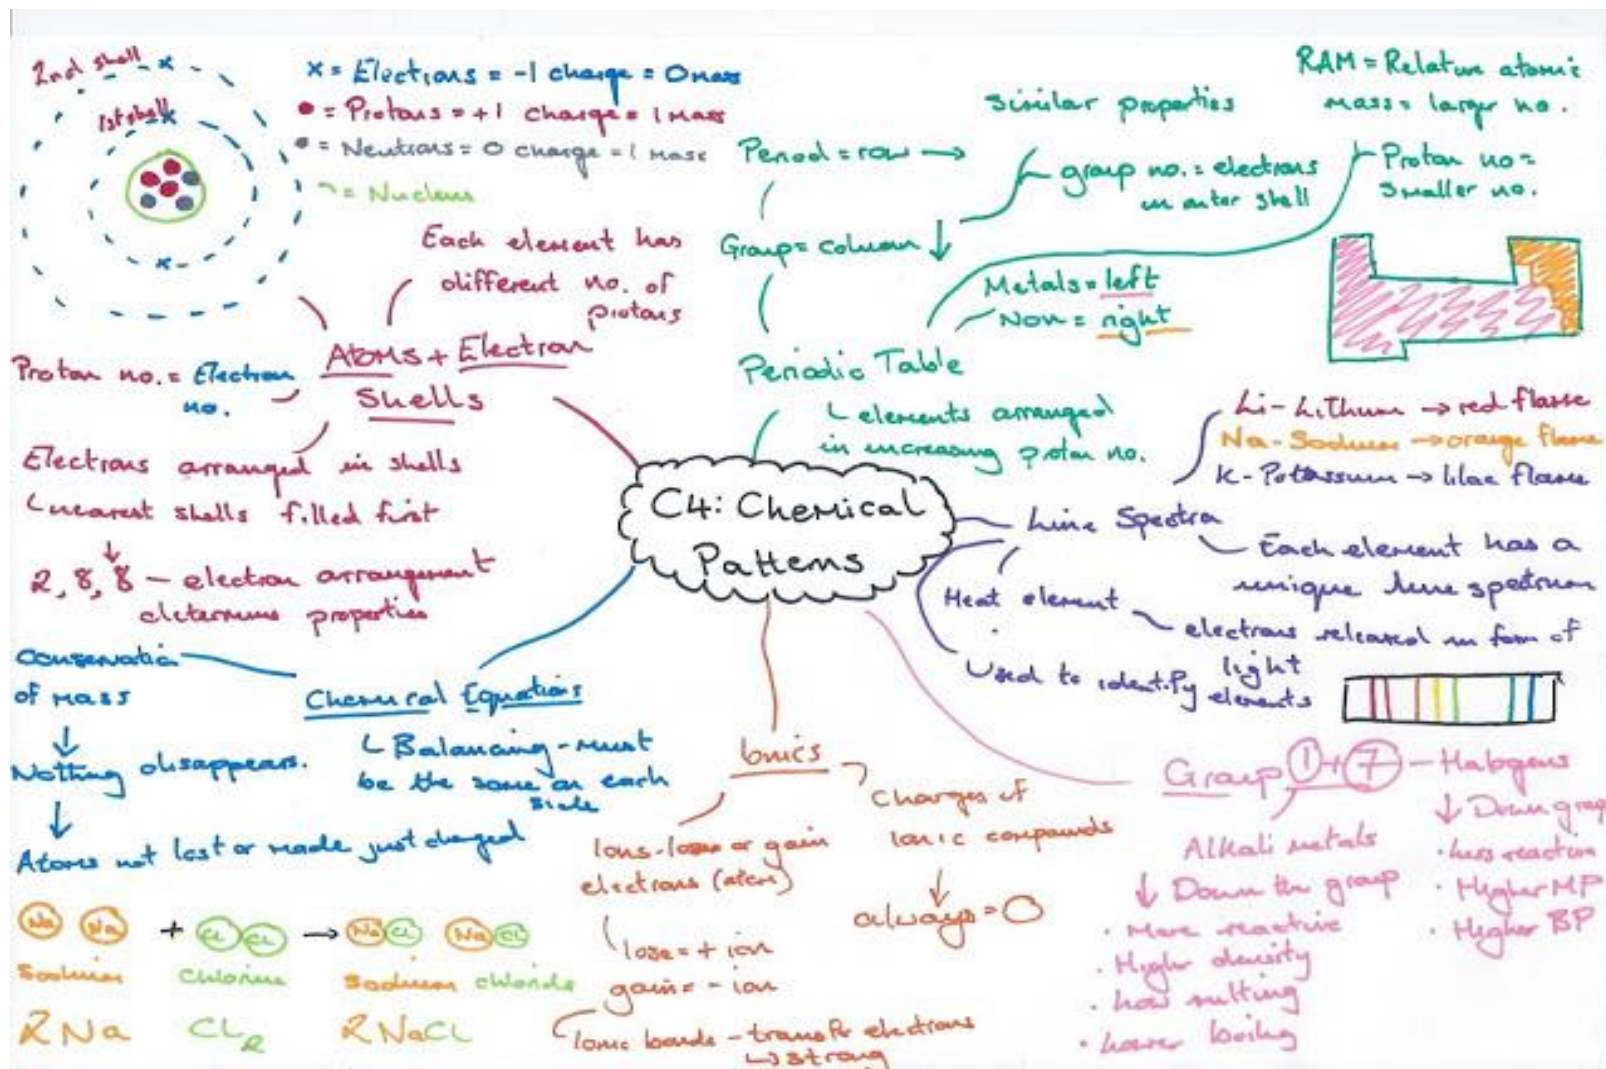 2nd shell
1st shell
x = Electrons = -1 charge = 0 mass
● = Protons = +1 charge = 1 mass
● = Neutrons = 0 charge = 1 mass
= Nucleus
Each element has
different no. of
protons
Atoms + Electron
Shells
Proton no. = Electron
no.
Electrons arranged in shells
nearest shells filled first
2, 8, 8 - electron arrangement
determines properties
Period = row →
Group = column ↓
similar properties
group no. = electrons
in outer shell
RAM = Relative atomic
mass = larger no.
Proton no =
Smaller no.
Metals = left
Non = right
Periodic Table
elements arranged
in increasing proton no.
C4: Chemical
Patterns
Li - Lithium → red flame
Na - Sodium → orange flame
K - Potassium → lilac flame
Line Spectra
Each element has a
unique line spectrum
Heat element
electrons released in form of
light
Used to identify elements
Conservation
of mass
↓
Nothing disappears.
↓
Atoms not lost or made just changed
Chemical Equations
Balancing - must
be the same on each
side
Na Na + Cl Cl → Na Cl Na Cl
Sodium chlorine sodium chloride
2Na Cl2 2NaCl
Ionics
Ions - lose or gain
electrons (atom)
lose = + ion
gain = - ion
Ionic bonds - transfer electrons
↳ strong
Charges of
ionic compounds
↓
always = 0
Group 1 + 7 - Halogens
Alkali metals
↓ Down the group
• More reactive
• Higher density
• Low melting
• Lower boiling
↓ Down group
• Less reactive
• Higher MP
• Higher BP